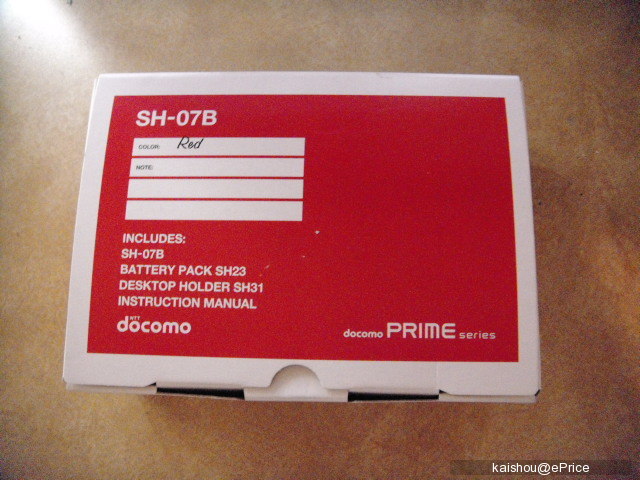 SH-07B
COLOR: Red
NOTE:
INCLUDES:
SH-07B
BATTERY PACK SH23
DESKTOP HOLDER SH31
INSTRUCTION MANUAL
NTT
docomo
docomo PRIME series
kaishou@ePrice